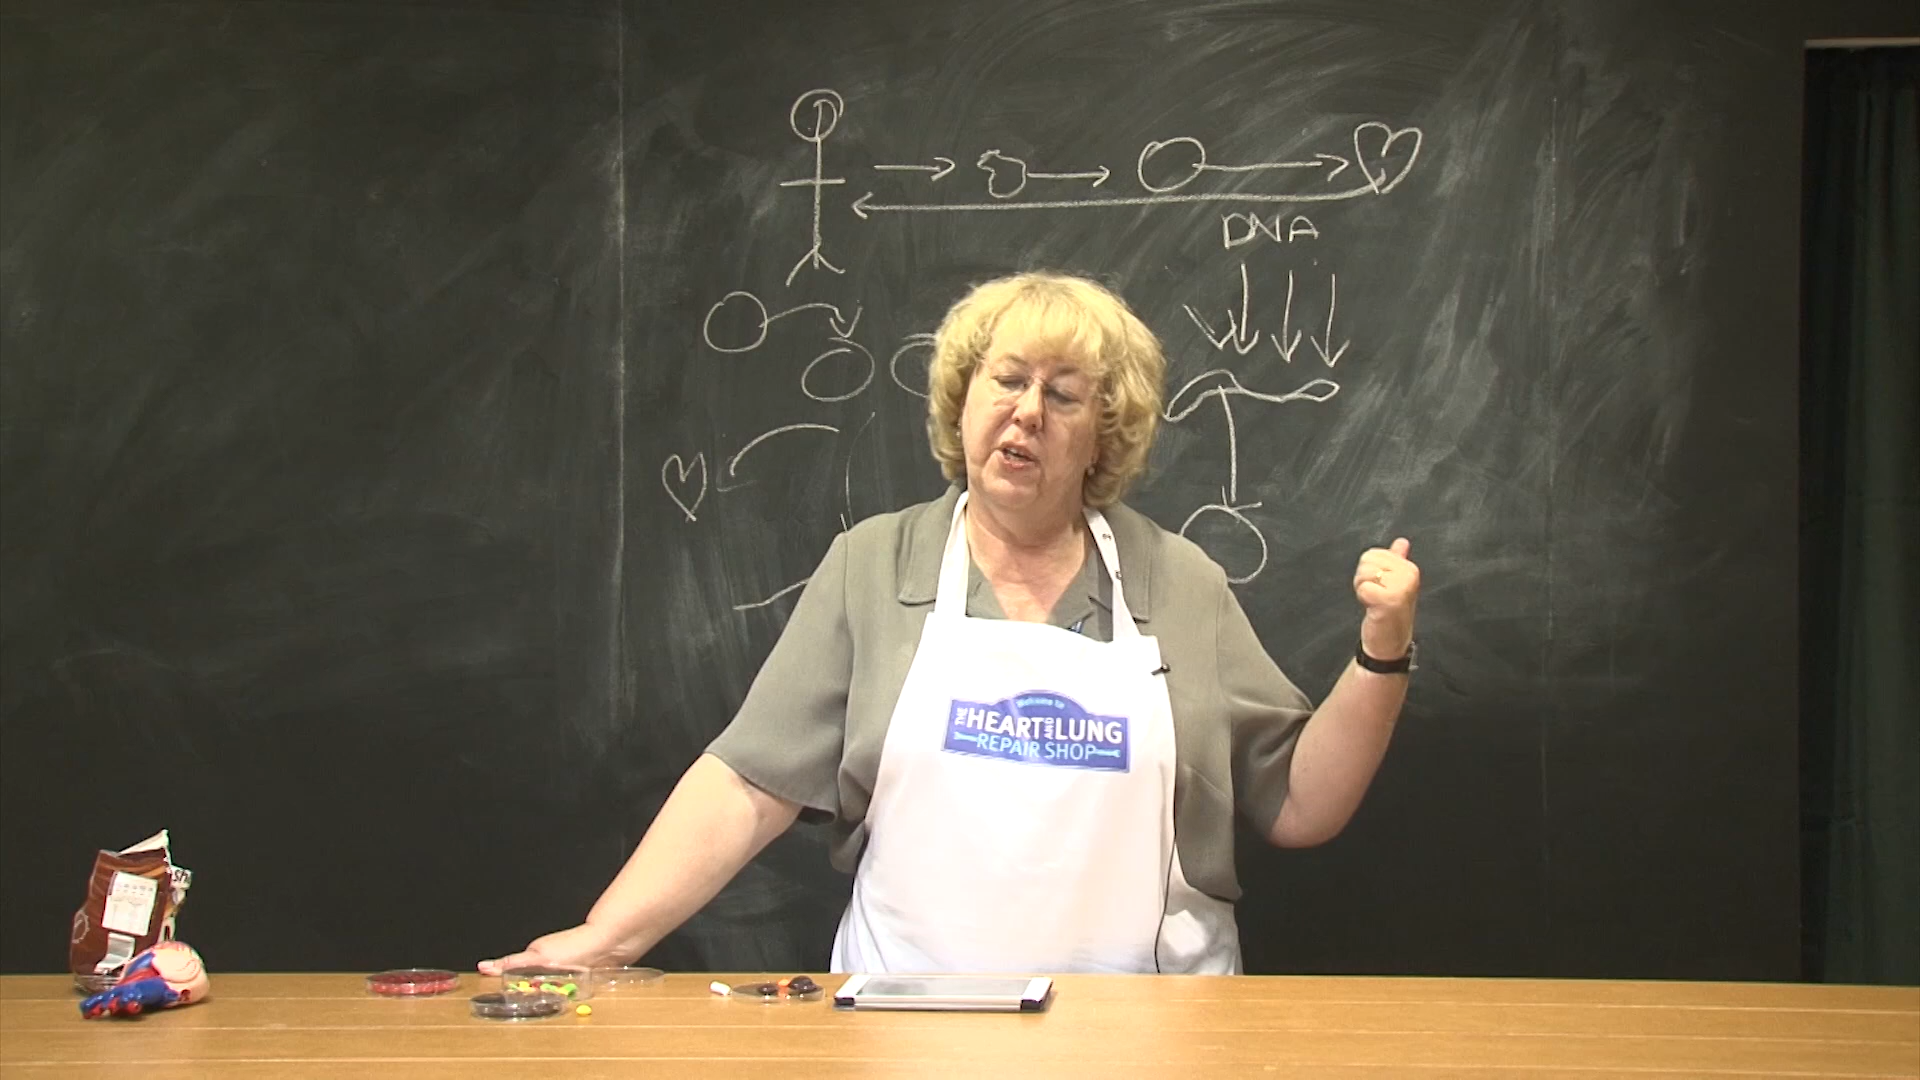 DNA
Welcome to
THE HEART AND LUNG
REPAIR SHOP